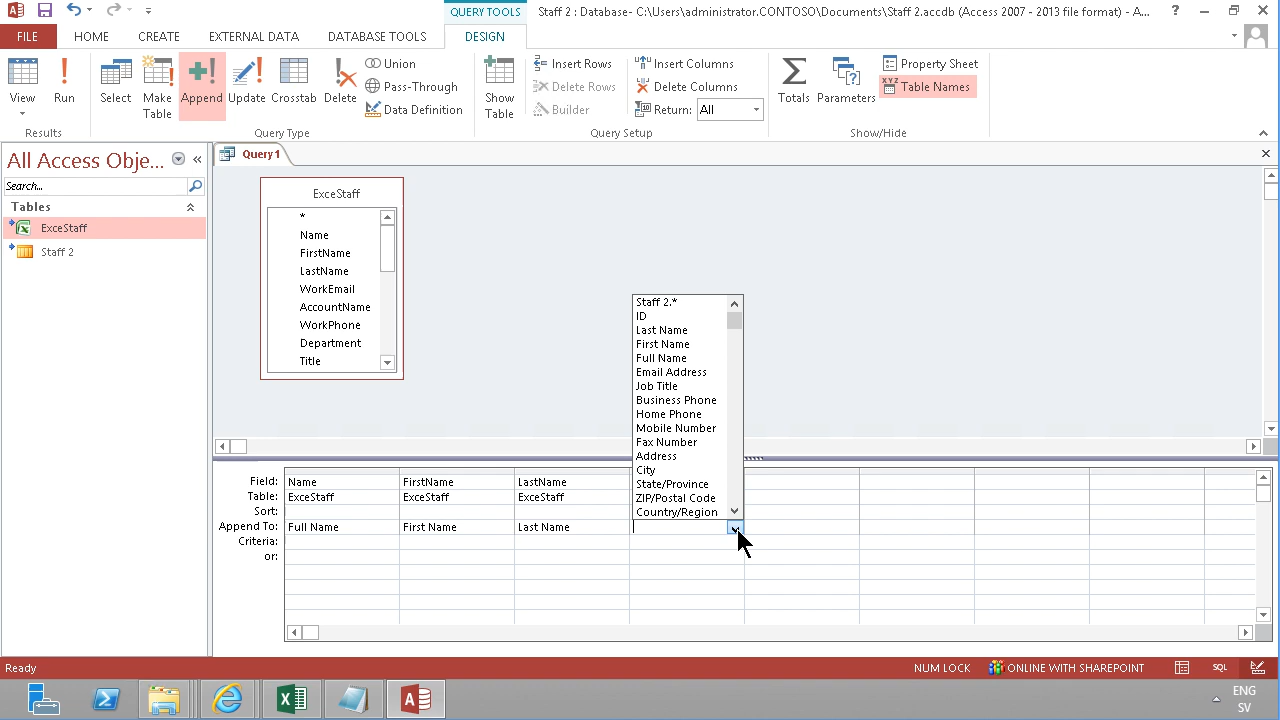 QUERY TOOLS
Staff 2 : Database- C:\Users\administrator.CONTOSO\Documents\Staff 2.accdb (Access 2007 - 2013 file format) - A...
FILE HOME CREATE EXTERNAL DATA DATABASE TOOLS DESIGN
View Run Select Make Table Append Update Crosstab Delete
Union
Pass-Through
Data Definition
Show Table
Insert Rows
Delete Rows
Builder
Insert Columns
Delete Columns
Return: All
Totals Parameters
Property Sheet
Table Names
Results Query Type Query Setup Show/Hide
All Access Obje...
Search...
Tables
ExceStaff
Staff 2
Query1
ExceStaff
*
Name
FirstName
LastName
WorkEmail
AccountName
WorkPhone
Department
Title
Staff 2.*
ID
Last Name
First Name
Full Name
Email Address
Job Title
Business Phone
Home Phone
Mobile Number
Fax Number
Address
City
State/Province
ZIP/Postal Code
Country/Region
Field: Name FirstName LastName
Table: ExceStaff ExceStaff ExceStaff
Sort:
Append To: Full Name First Name Last Name
Criteria:
or:
Ready NUM LOCK ONLINE WITH SHAREPOINT SQL
ENG
SV